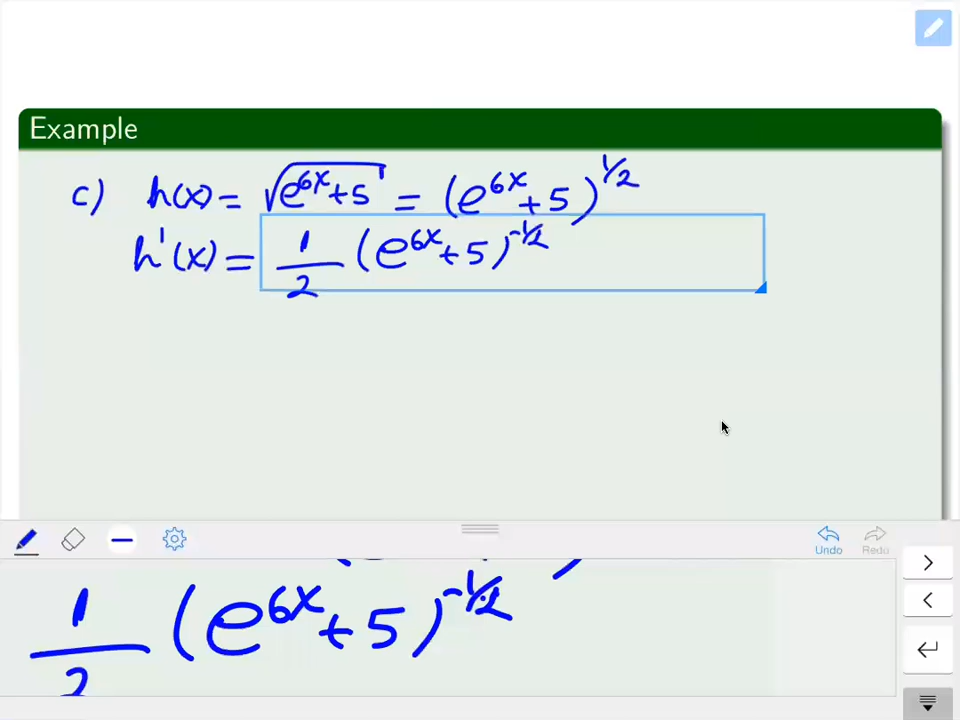 Example
c) h(x) = √(e^{6x}+5) = (e^{6x}+5)^{1/2}
h'(x) = 1/2 (e^{6x}+5)^{-1/2}
Undo Redo
1/2 (e^{6x}+5)^{-1/2}